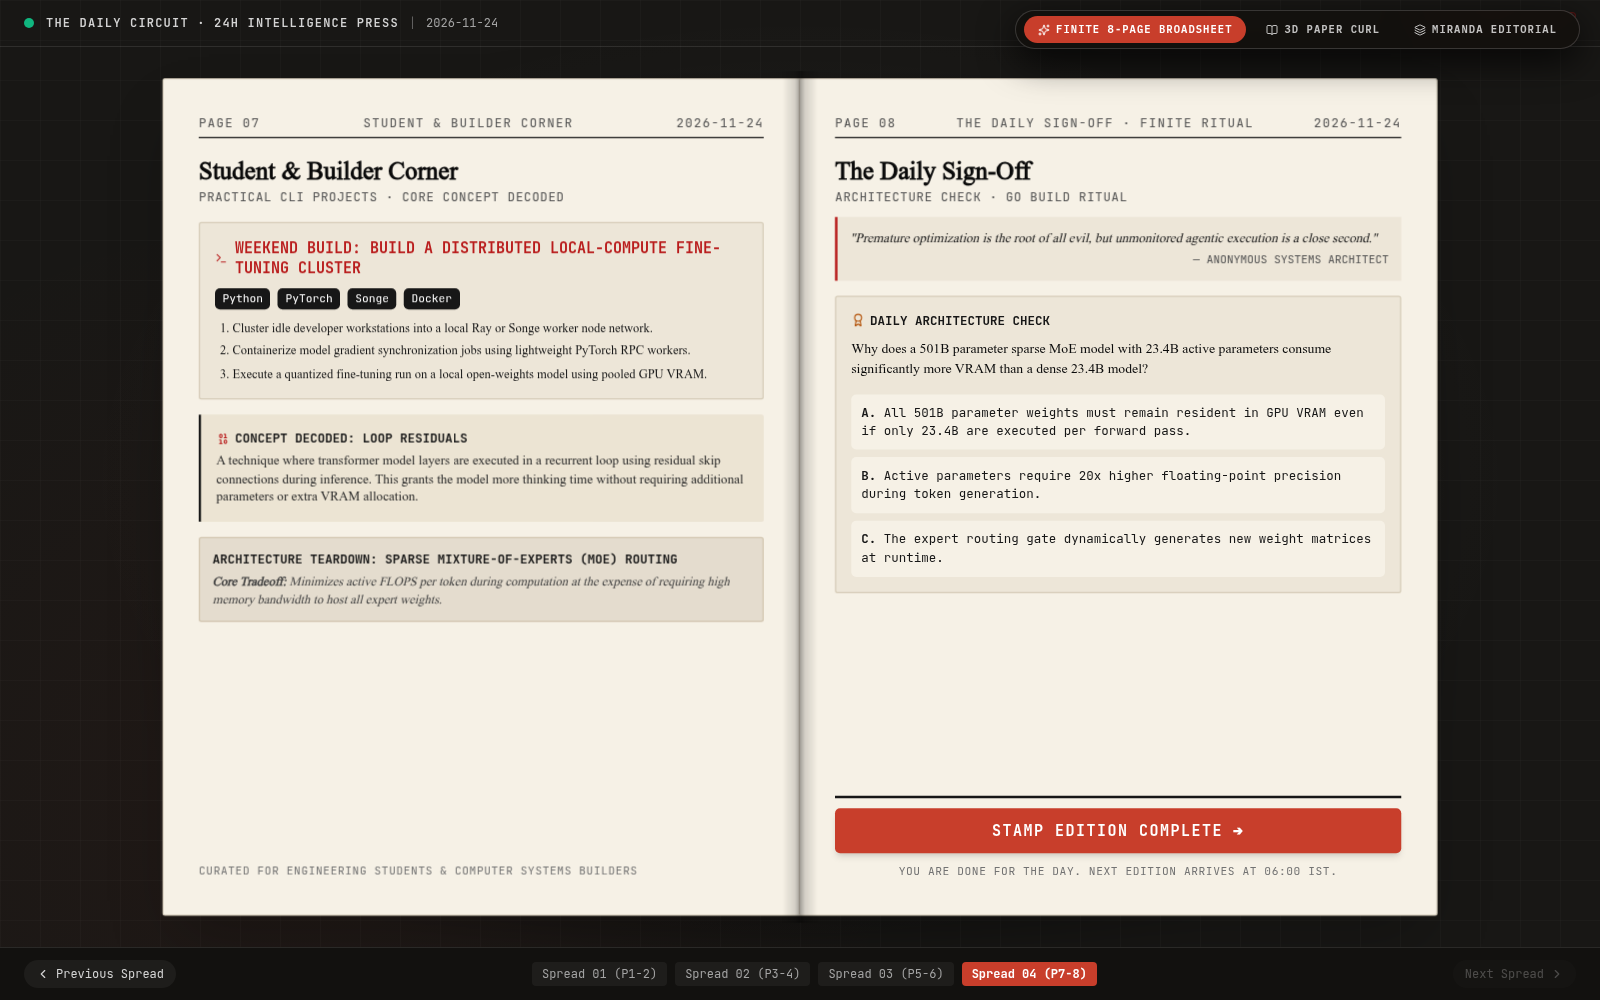 THE DAILY CIRCUIT · 24H INTELLIGENCE PRESS | 2026-11-24
FINITE 8-PAGE BROADSHEET
3D PAPER CURL
MIRANDA EDITORIAL
PAGE 07 STUDENT & BUILDER CORNER 2026-11-24
Student & Builder Corner
PRACTICAL CLI PROJECTS · CORE CONCEPT DECODED
WEEKEND BUILD: BUILD A DISTRIBUTED LOCAL-COMPUTE FINE-
TUNING CLUSTER
Python PyTorch Songe Docker
1. Cluster idle developer workstations into a local Ray or Songe worker node network.
2. Containerize model gradient synchronization jobs using lightweight PyTorch RPC workers.
3. Execute a quantized fine-tuning run on a local open-weights model using pooled GPU VRAM.
CONCEPT DECODED: LOOP RESIDUALS
A technique where transformer model layers are executed in a recurrent loop using residual skip
connections during inference. This grants the model more thinking time without requiring additional
parameters or extra VRAM allocation.
ARCHITECTURE TEARDOWN: SPARSE MIXTURE-OF-EXPERTS (MOE) ROUTING
Core Tradeoff: Minimizes active FLOPS per token during computation at the expense of requiring high
memory bandwidth to host all expert weights.
CURATED FOR ENGINEERING STUDENTS & COMPUTER SYSTEMS BUILDERS
PAGE 08 THE DAILY SIGN-OFF · FINITE RITUAL 2026-11-24
The Daily Sign-Off
ARCHITECTURE CHECK · GO BUILD RITUAL
"Premature optimization is the root of all evil, but unmonitored agentic execution is a close second."
— ANONYMOUS SYSTEMS ARCHITECT
DAILY ARCHITECTURE CHECK
Why does a 501B parameter sparse MoE model with 23.4B active parameters consume
significantly more VRAM than a dense 23.4B model?
A. All 501B parameter weights must remain resident in GPU VRAM even
if only 23.4B are executed per forward pass.
B. Active parameters require 20x higher floating-point precision
during token generation.
C. The expert routing gate dynamically generates new weight matrices
at runtime.
STAMP EDITION COMPLETE →
YOU ARE DONE FOR THE DAY. NEXT EDITION ARRIVES AT 06:00 IST.
Previous Spread
Spread 01 (P1-2)
Spread 02 (P3-4)
Spread 03 (P5-6)
Spread 04 (P7-8)
Next Spread